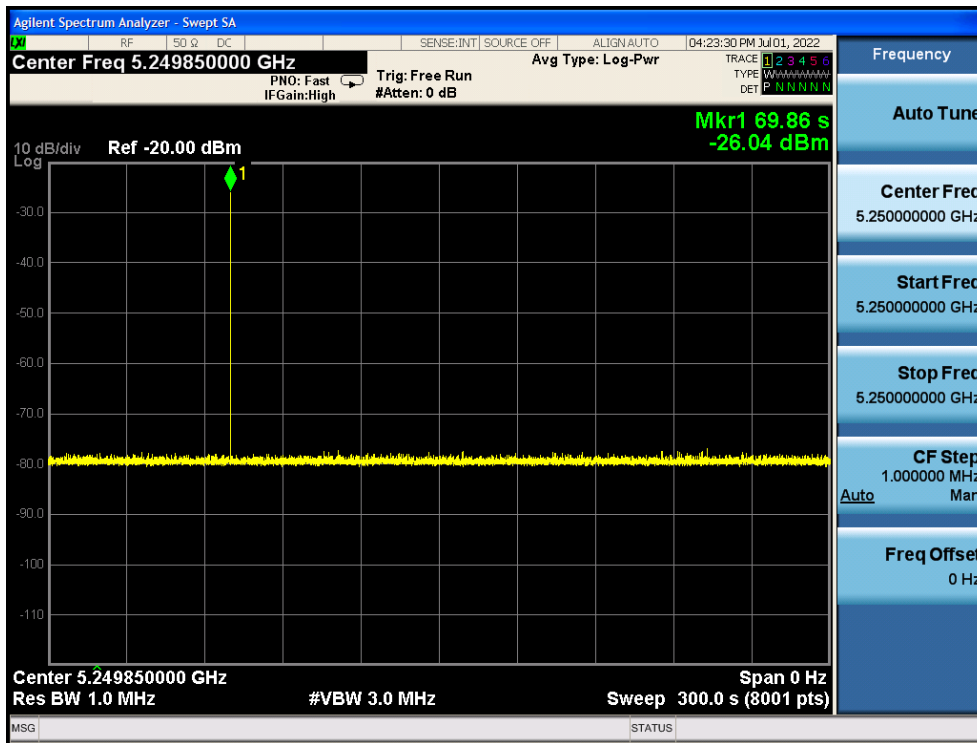 Agilent Spectrum Analyzer - Swept SA
LXI RF 50 Ω DC SENSE:INT SOURCE OFF ALIGN AUTO 04:23:30 PM Jul 01, 2022
Center Freq 5.249850000 GHz
PNO: Fast
IFGain:High
Trig: Free Run
#Atten: 0 dB
Avg Type: Log-Pwr
TRACE 1 2 3 4 5 6
TYPE W
DET P N N N N N
Mkr1 69.86 s
-26.04 dBm
10 dB/div Ref -20.00 dBm
Log
1
-30.0
-40.0
-50.0
-60.0
-70.0
-80.0
-90.0
-100
-110
Center 5.249850000 GHz Span 0 Hz
Res BW 1.0 MHz #VBW 3.0 MHz Sweep 300.0 s (8001 pts)
MSG STATUS
Frequency
Auto Tune
Center Freq
5.250000000 GHz
Start Freq
5.250000000 GHz
Stop Freq
5.250000000 GHz
CF Step
1.000000 MHz
Auto Man
Freq Offset
0 Hz